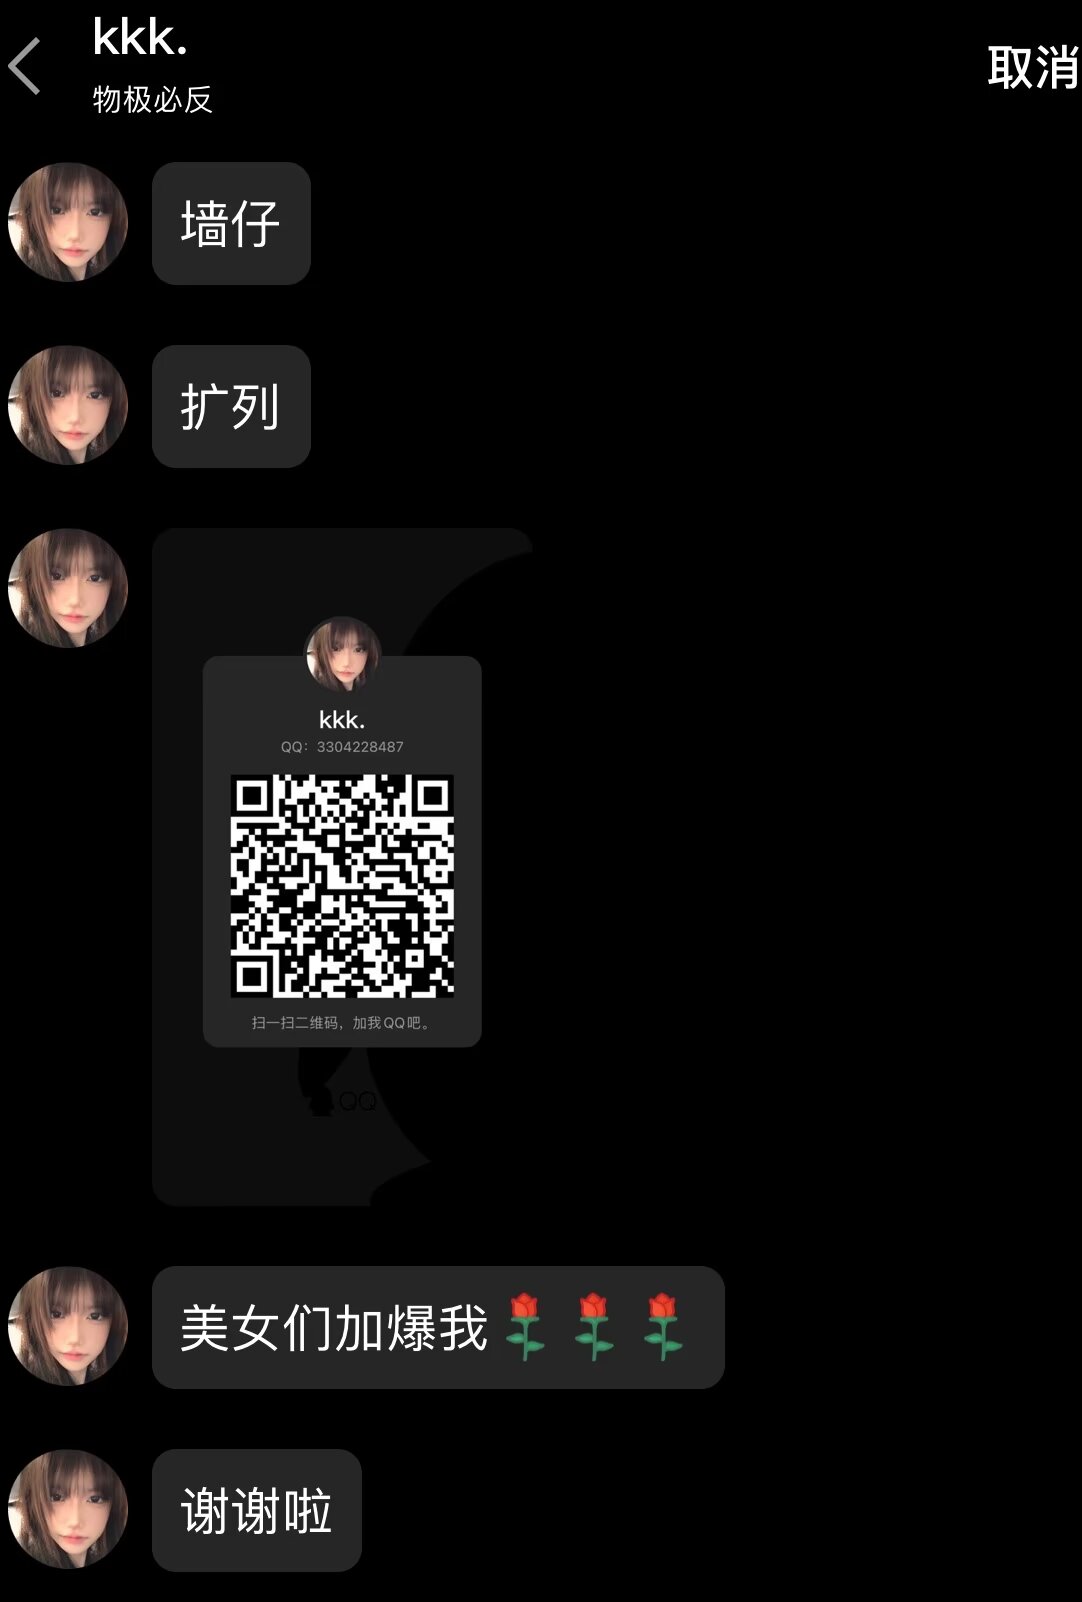 kkk.
取消
物极必反
墙仔
扩列
kkk.
QQ：3304228487
扫一扫二维码，加我QQ吧。
QQ
美女们加爆我🌹🌹🌹
谢谢啦